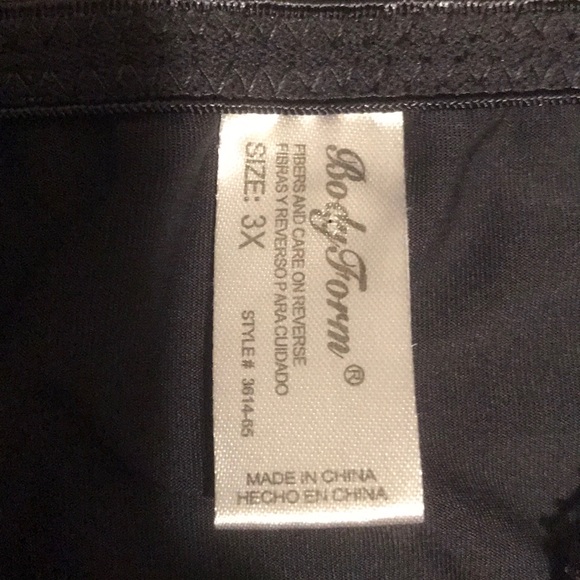 Body Form®
FIBERS AND CARE ON REVERSE
FIBRAS Y REVERSO PARA CUIDADO
SIZE: 3X
STYLE# 3614-65
MADE IN CHINA
HECHO EN CHINA